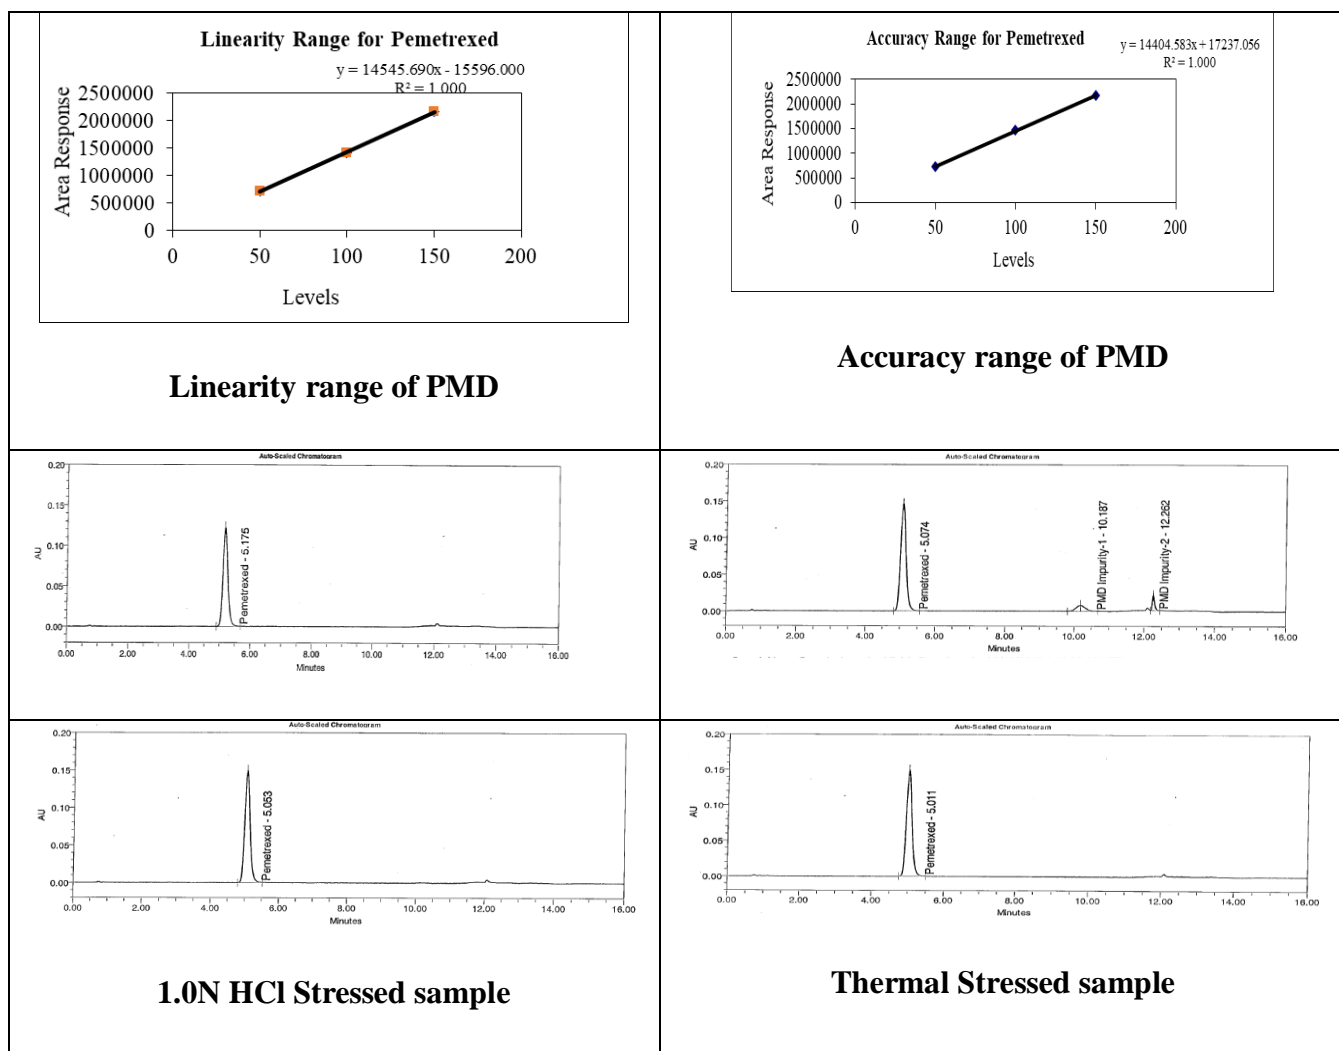 Linearity Range for Pemetrexed
y = 14545.690x - 15596.000
R² = 1.000
Area Response
2500000
2000000
1500000
1000000
500000
0
0 50 100 150 200
Levels
Linearity range of PMD
Accuracy Range for Pemetrexed
y = 14404.583x + 17237.056
R² = 1.000
Area Response
2500000
2000000
1500000
1000000
500000
0
0 50 100 150 200
Levels
Accuracy range of PMD
Auto-Scaled Chromatogram
AU
0.20
0.15
0.10
0.05
0.00
Pemetrexed - 5.175
0.00 2.00 4.00 6.00 8.00 10.00 12.00 14.00 16.00
Minutes
Auto-Scaled Chromatogram
AU
0.20
0.15
0.10
0.05
0.00
Pemetrexed - 5.074
PMD Impurity-1 - 10.187
PMD Impurity-2 - 12.262
0.00 2.00 4.00 6.00 8.00 10.00 12.00 14.00 16.00
Minutes
Auto-Scaled Chromatogram
AU
0.20
0.15
0.10
0.05
0.00
Pemetrexed - 5.053
0.00 2.00 4.00 6.00 8.00 10.00 12.00 14.00 16.00
Minutes
1.0N HCl Stressed sample
Auto-Scaled Chromatogram
AU
0.20
0.15
0.10
0.05
0.00
Pemetrexed - 5.011
0.00 2.00 4.00 6.00 8.00 10.00 12.00 14.00 16.00
Minutes
Thermal Stressed sample